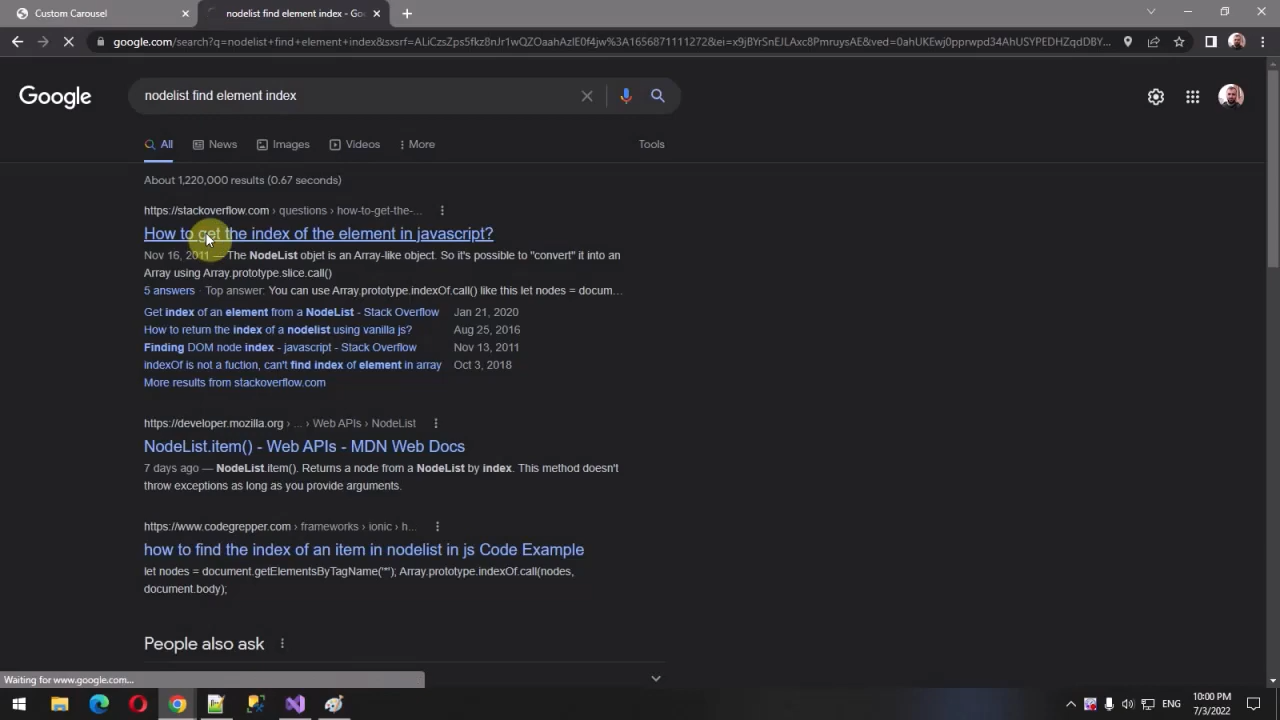 Custom Carousel
nodelist find element index - Goo
google.com/search?q=nodelist+find+element+index&sxsrf=ALiCzsZps5fkz8nJr1wQZOaahAzlE0f4jw%3A1656871111272&ei=x9jBYrSnEJLAxc8PmruysAE&ved=0ahUKEwj0pprwpd34AhUSYPEDHZqdDBY...
Google
nodelist find element index
All
News
Images
Videos
More
Tools
About 1,220,000 results (0.67 seconds)
https://stackoverflow.com › questions › how-to-get-the-...
How to get the index of the element in javascript?
Nov 16, 2011 — The NodeList objet is an Array-like object. So it's possible to "convert" it into an
Array using Array.prototype.slice.call()
5 answers · Top answer: You can use Array.prototype.indexOf.call() like this let nodes = docum...
Get index of an element from a NodeList - Stack Overflow Jan 21, 2020
How to return the index of a nodelist using vanilla js? Aug 25, 2016
Finding DOM node index - javascript - Stack Overflow Nov 13, 2011
indexOf is not a fuction, can't find index of element in array Oct 3, 2018
More results from stackoverflow.com
https://developer.mozilla.org › ... › Web APIs › NodeList
NodeList.item() - Web APIs - MDN Web Docs
7 days ago — NodeList.item(). Returns a node from a NodeList by index. This method doesn't
throw exceptions as long as you provide arguments.
https://www.codegrepper.com › frameworks › ionic › h...
how to find the index of an item in nodelist in js Code Example
let nodes = document.getElementsByTagName('*'); Array.prototype.indexOf.call(nodes,
document.body);
People also ask
Waiting for www.google.com...
ENG
10:00 PM
7/3/2022